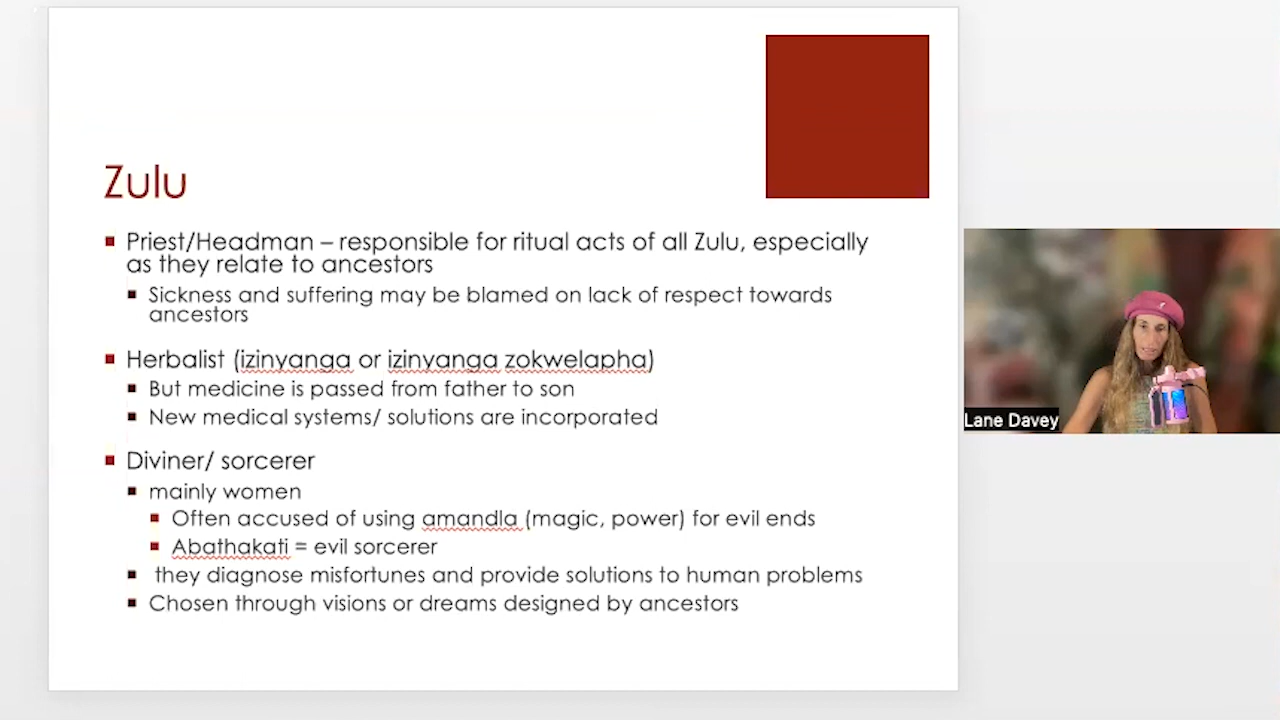 Zulu
Priest/Headman – responsible for ritual acts of all Zulu, especially
as they relate to ancestors
Sickness and suffering may be blamed on lack of respect towards
ancestors
Herbalist (izinyanga or izinyanga zokwelapha)
But medicine is passed from father to son
New medical systems/ solutions are incorporated
Diviner/ sorcerer
mainly women
Often accused of using amandla (magic, power) for evil ends
Abathakati = evil sorcerer
they diagnose misfortunes and provide solutions to human problems
Chosen through visions or dreams designed by ancestors
Lane Davey